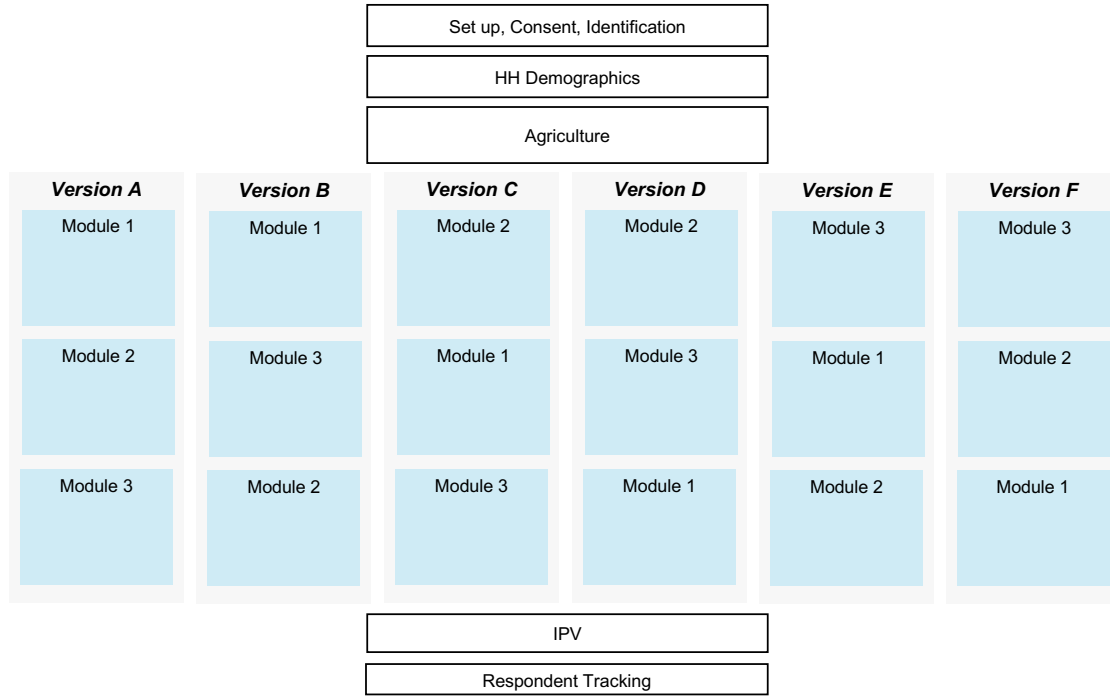 Set up, Consent, Identification
HH Demographics
Agriculture
Version A
Version B
Version C
Version D
Version E
Version F
Module 1
Module 1
Module 2
Module 2
Module 3
Module 3
Module 2
Module 3
Module 1
Module 3
Module 1
Module 2
Module 3
Module 2
Module 3
Module 1
Module 2
Module 1
IPV
Respondent Tracking